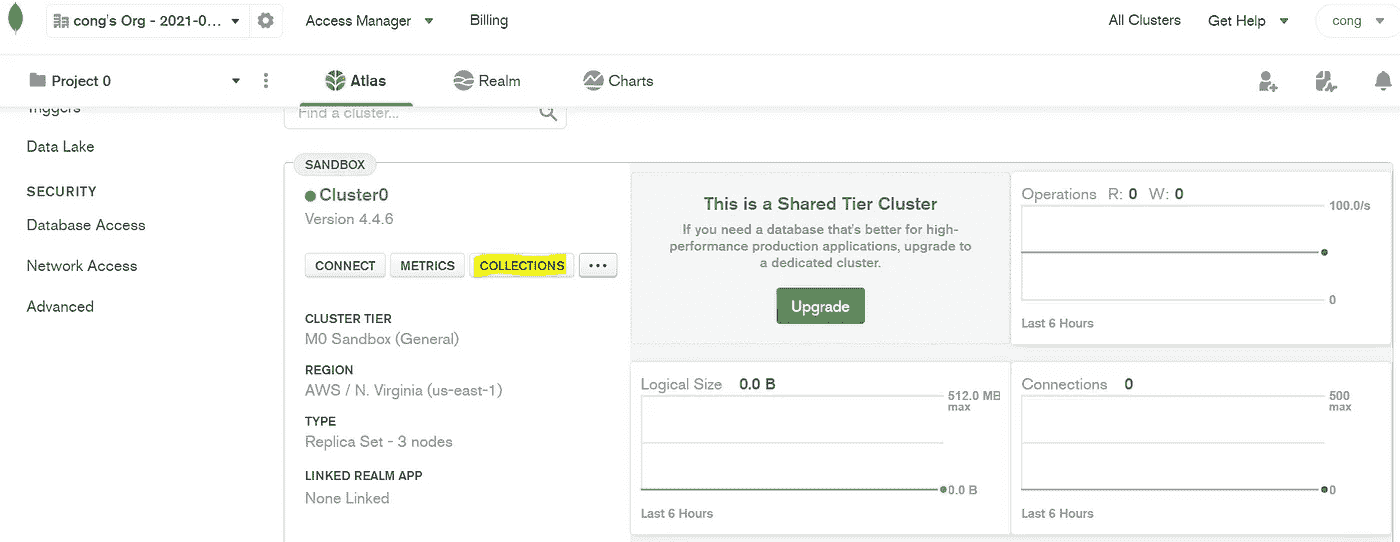 cong's Org - 2021-0...
Access Manager
Billing
All Clusters
Get Help
cong
Project 0
Atlas
Realm
Charts
Triggers
Data Lake
SECURITY
Database Access
Network Access
Advanced
Find a cluster...
SANDBOX
Cluster0
Version 4.4.6
CONNECT
METRICS
COLLECTIONS
...
CLUSTER TIER
M0 Sandbox (General)
REGION
AWS / N. Virginia (us-east-1)
TYPE
Replica Set - 3 nodes
LINKED REALM APP
None Linked
This is a Shared Tier Cluster
If you need a database that's better for high-
performance production applications, upgrade to
a dedicated cluster.
Upgrade
Operations R: 0 W: 0
100.0/s
0
Last 6 Hours
Logical Size 0.0 B
512.0 MB
max
0.0 B
Last 6 Hours
Connections 0
500
max
0
Last 6 Hours